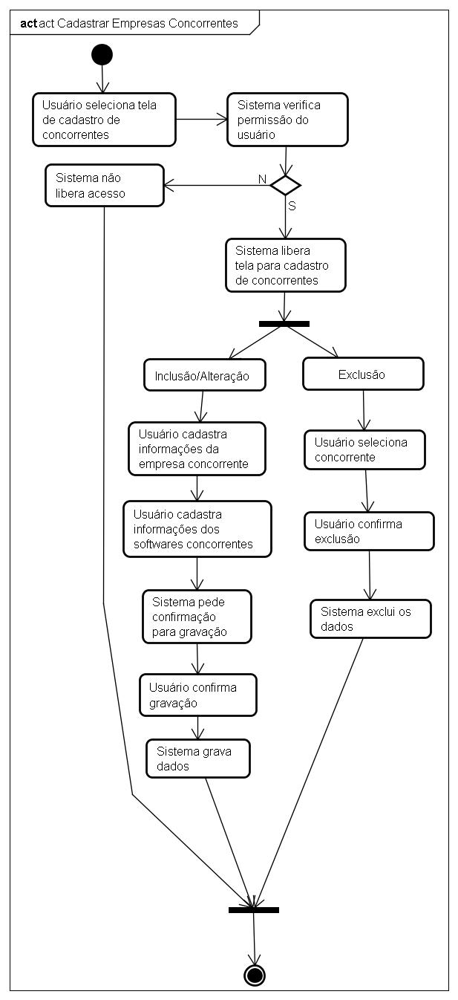 actact Cadastrar Empresas Concorrentes
Usuário seleciona tela
de cadastro de
concorrentes
Sistema verifica
permissão do
usuário
Sistema não
libera acesso
N
S
Sistema libera
tela para cadastro
de concorrentes
Inclusão/Alteração
Exclusão
Usuário cadastra
informações da
empresa concorrente
Usuário seleciona
concorrente
Usuário cadastra
informações dos
softwares concorrentes
Usuário confirma
exclusão
Sistema pede
confirmação
para gravação
Sistema exclui os
dados
Usuário confirma
gravação
Sistema grava
dados